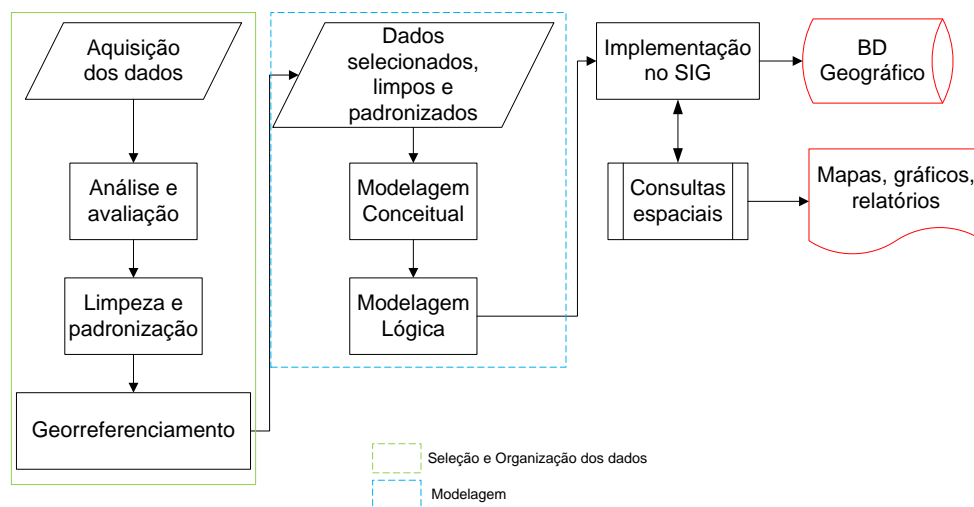 Aquisição
dos dados
Análise e
avaliação
Limpeza e
padronização
Georreferenciamento
Dados
selecionados,
limpos e
padronizados
Modelagem
Conceitual
Modelagem
Lógica
Implementação
no SIG
Consultas
espaciais
BD
Geográfico
Mapas, gráficos,
relatórios
Seleção e Organização dos dados
Modelagem